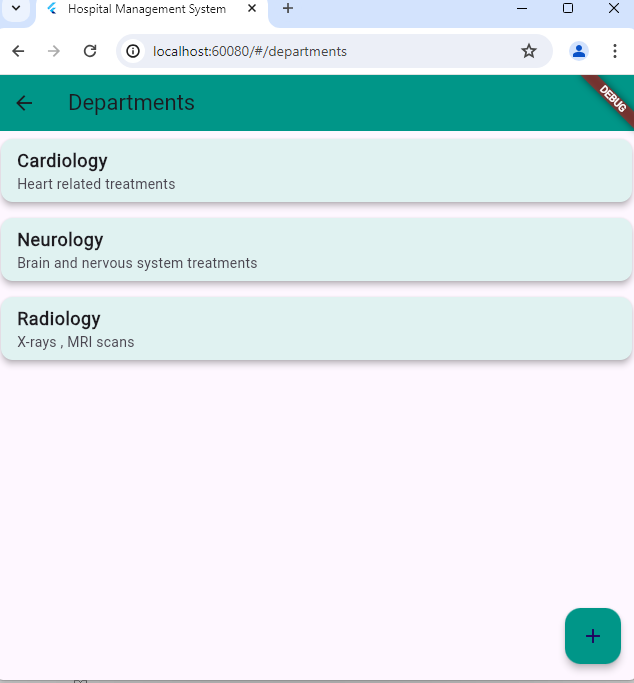 Hospital Management System
localhost:60080/#/departments
Departments
DEBUG
Cardiology
Heart related treatments
Neurology
Brain and nervous system treatments
Radiology
X-rays , MRI scans